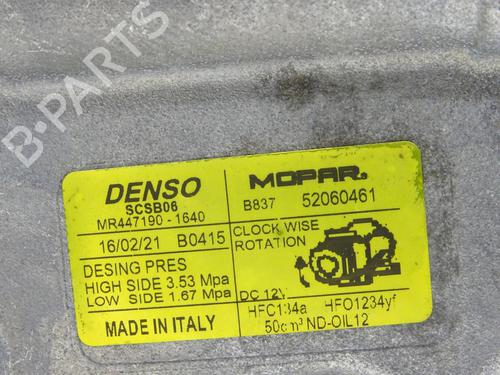 B-PARTS
DENSO
SCSB06
MR447190-1640
16/02/21 B0415
DESING PRES
HIGH SIDE 3.53 Mpa
LOW SIDE 1.67 Mpa
MADE IN ITALY
MOPAR.
B837 52060461
CLOCK WISE
ROTATION
DC 12V
HFC134a HFO1234yf
50cm³ ND-OIL12
B-PARTS